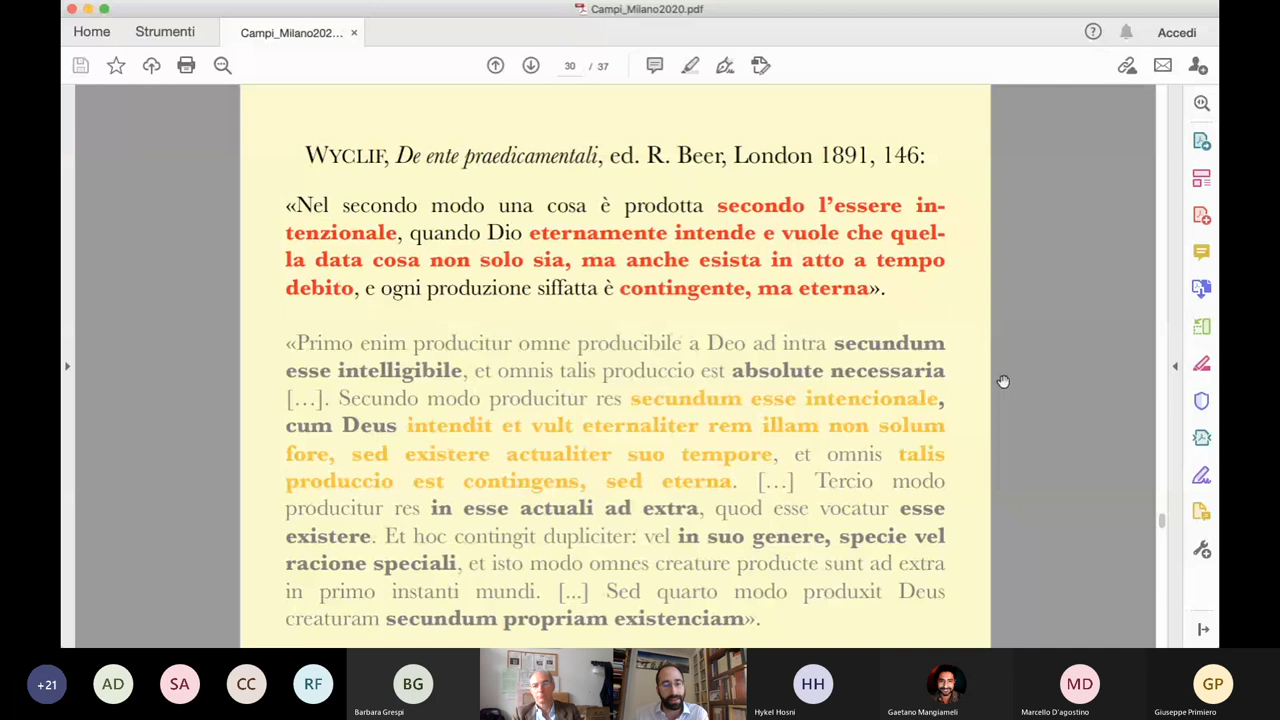 Campi_Milano2020.pdf
Home Strumenti Campi_Milano202... × Accedi
30 / 37
WYCLIF, De ente praedicamentali, ed. R. Beer, London 1891, 146:
«Nel secondo modo una cosa è prodotta secondo l’essere in-
tenzionale, quando Dio eternamente intende e vuole che quel-
la data cosa non solo sia, ma anche esista in atto a tempo
debito, e ogni produzione siffatta è contingente, ma eterna».
«Primo enim producitur omne producibile a Deo ad intra secundum
esse intelligibile, et omnis talis produccio est absolute necessaria
[…]. Secundo modo producitur res secundum esse intencionale,
cum Deus intendit et vult eternaliter rem illam non solum
fore, sed existere actualiter suo tempore, et omnis talis
produccio est contingens, sed eterna. […] Tercio modo
producitur res in esse actuali ad extra, quod esse vocatur esse
existere. Et hoc contingit dupliciter: vel in suo genere, specie vel
racione speciali, et isto modo omnes creature producte sunt ad extra
in primo instanti mundi. [...] Sed quarto modo produxit Deus
creaturam secundum propriam existenciam».
+21 AD SA CC RF BG HH MD GP
Barbara Grespi Hykel Hosni Gaetano Mangiameli Marcello D'agostino Giuseppe Primiero